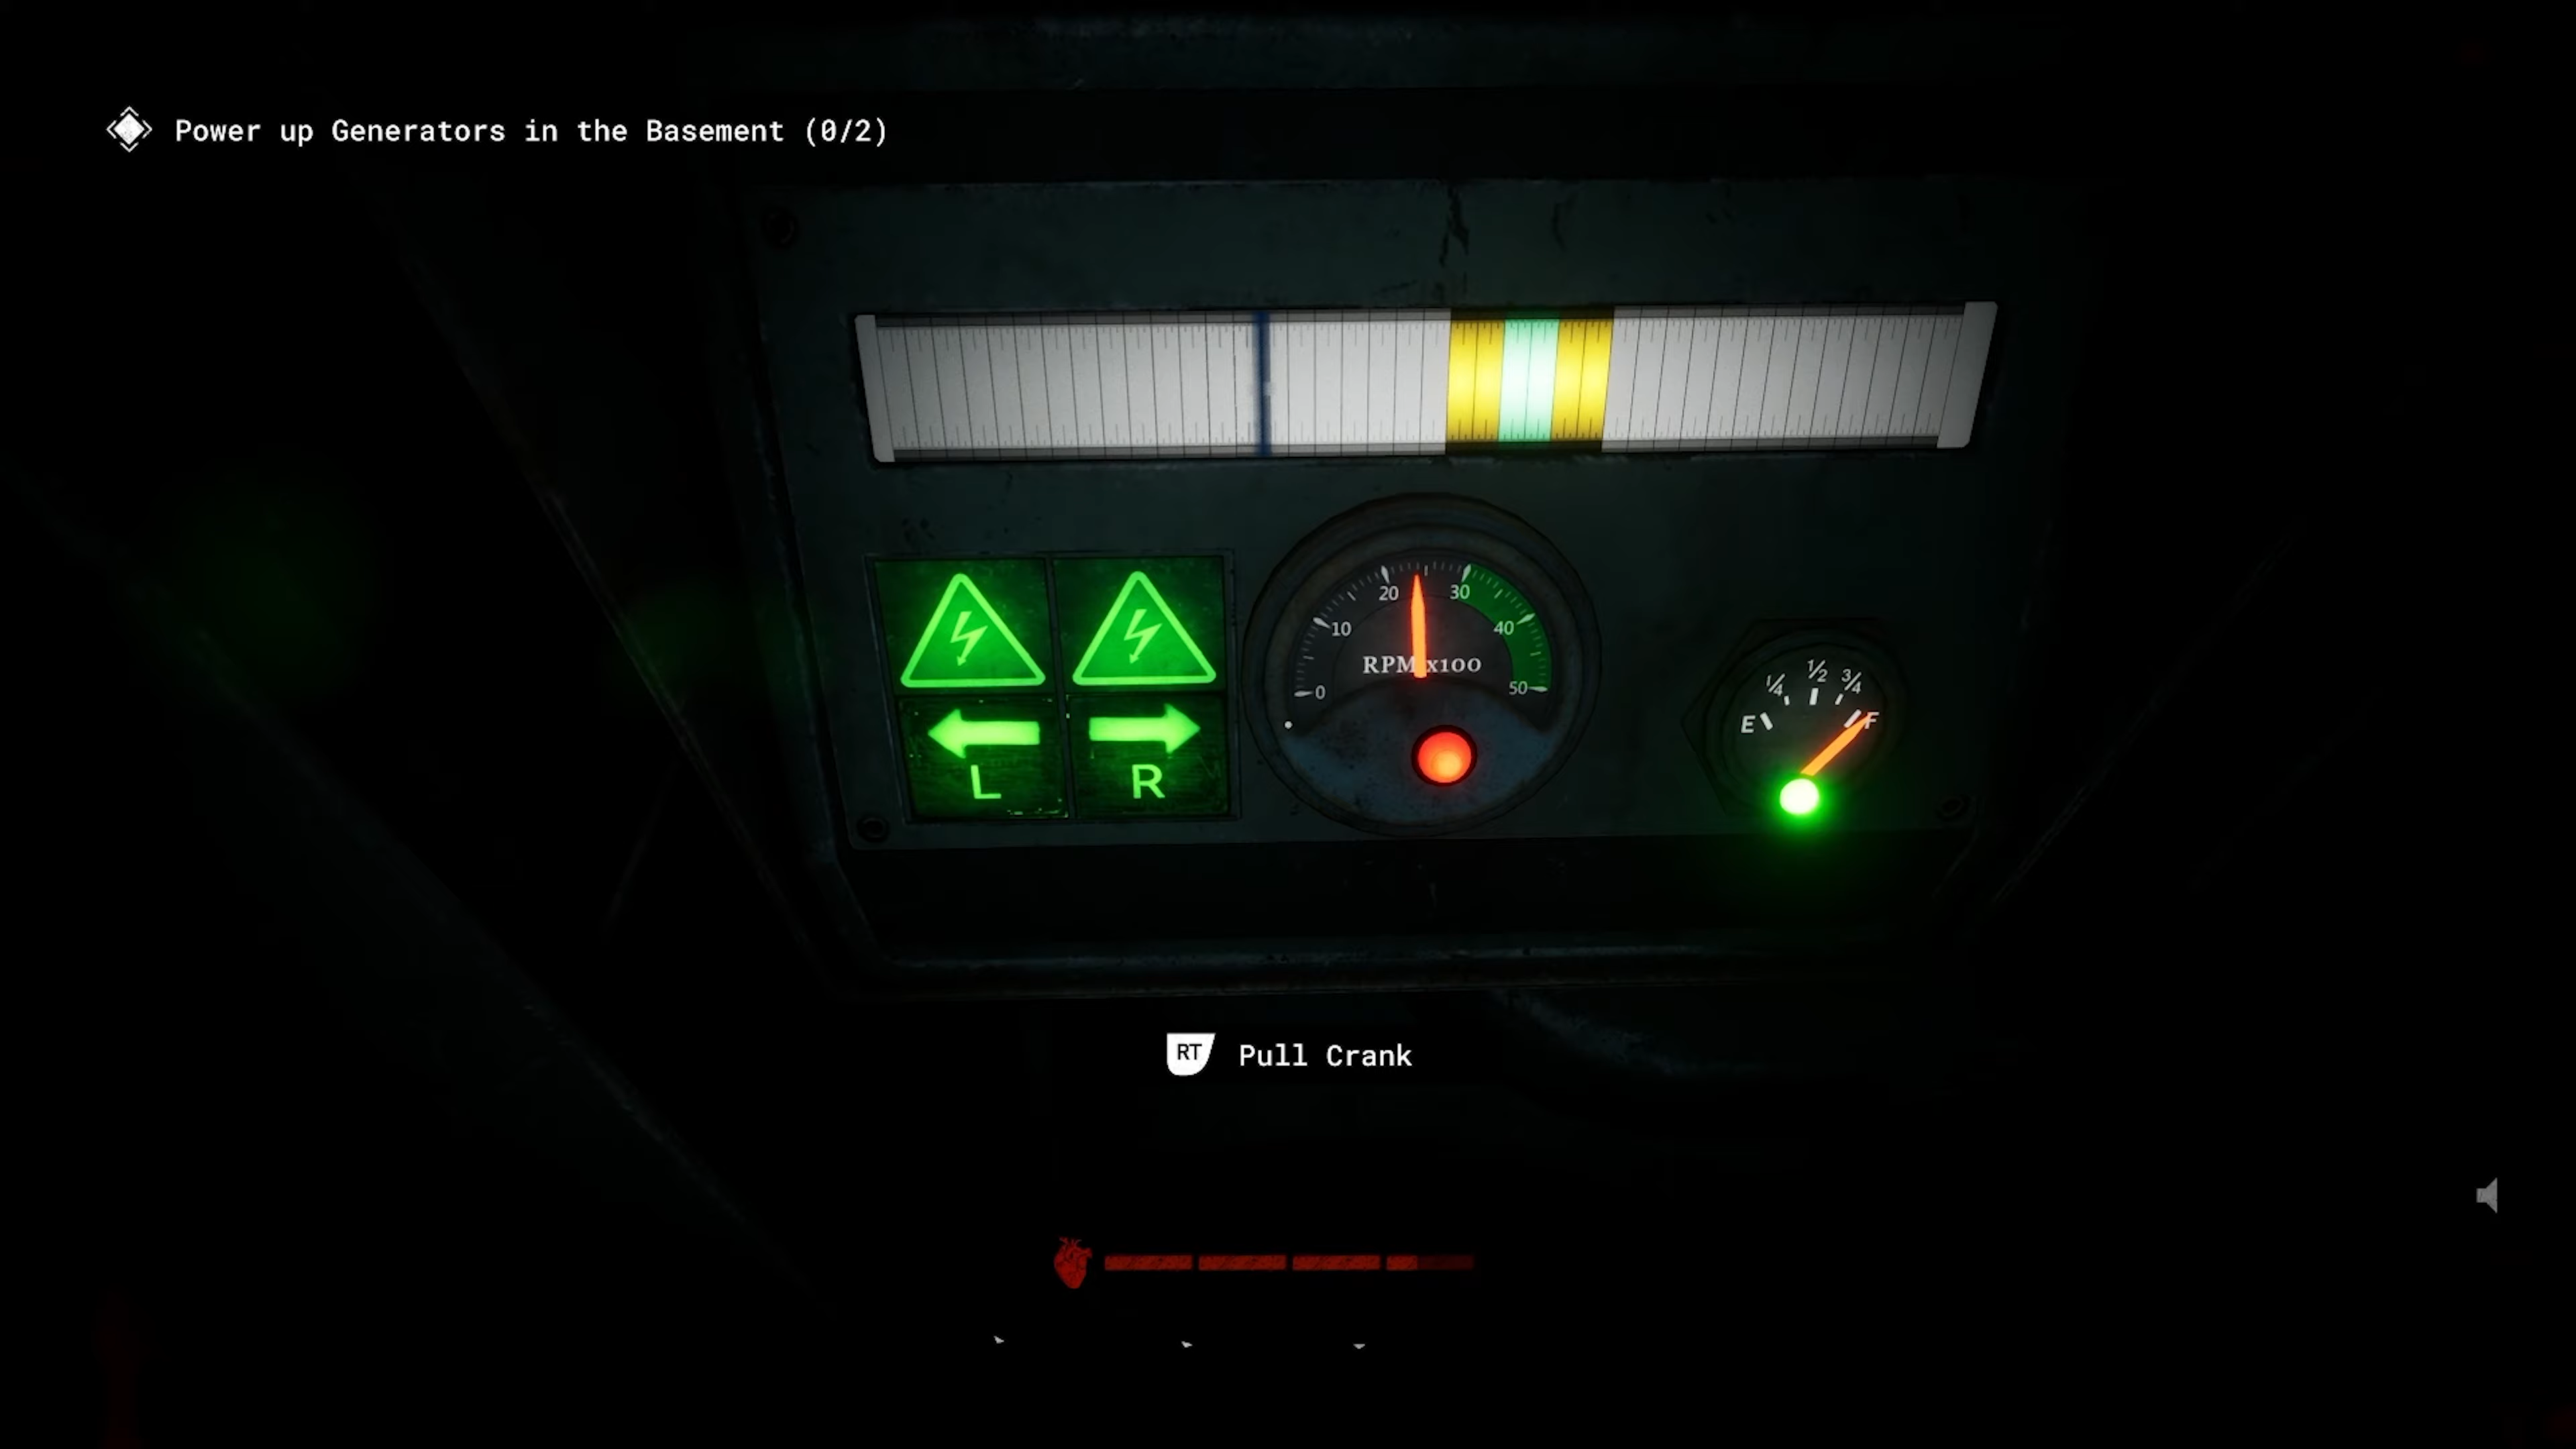 Power up Generators in the Basement (0/2)
L
R
0
10
20
30
40
50
RPM x100
E
1/4
1/2
3/4
F
RT Pull Crank